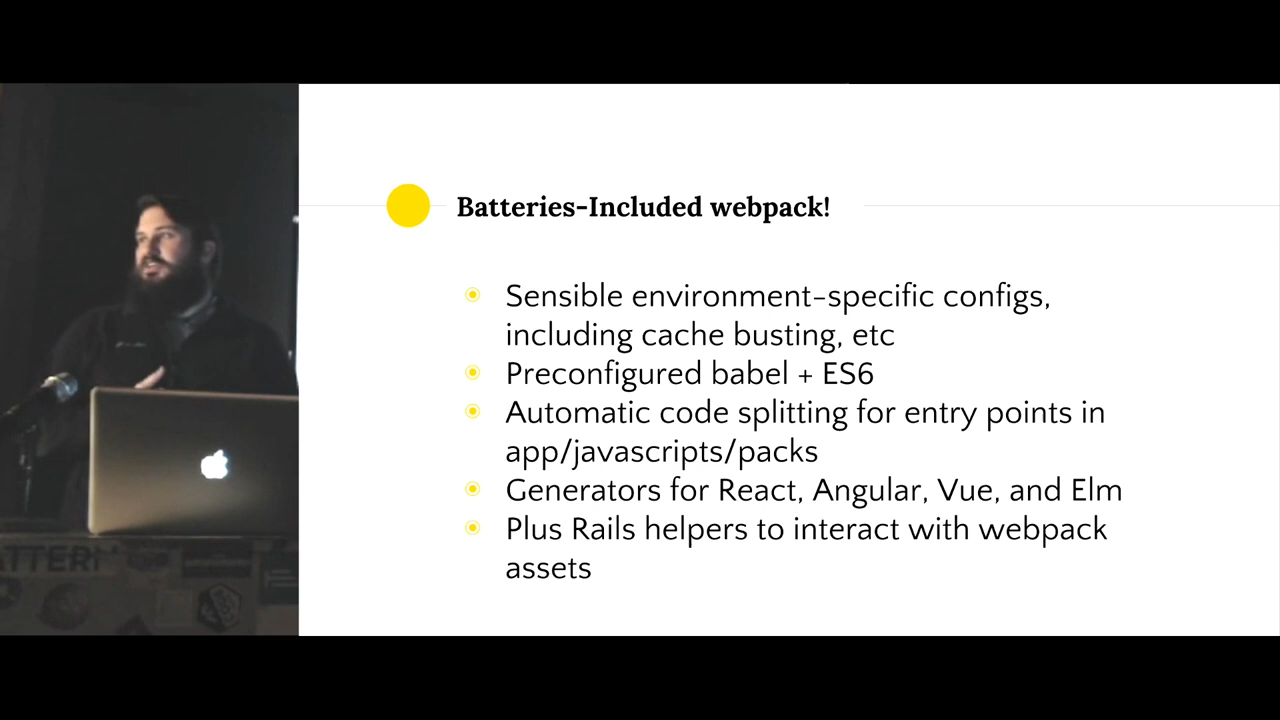 Batteries-Included webpack!
Sensible environment-specific configs,
including cache busting, etc
Preconfigured babel + ES6
Automatic code splitting for entry points in
app/javascripts/packs
Generators for React, Angular, Vue, and Elm
Plus Rails helpers to interact with webpack
assets